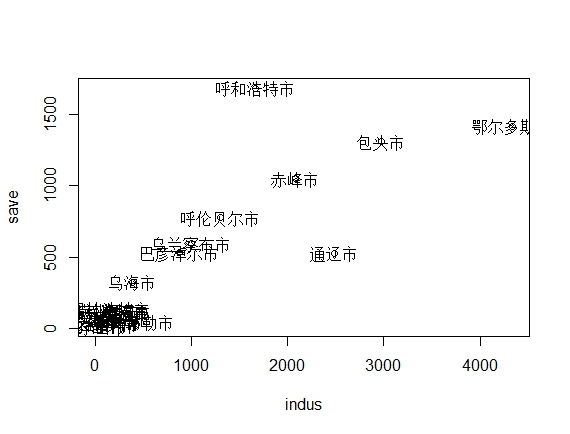 呼和浩特市
鄂尔多斯
包头市
赤峰市
呼伦贝尔市
乌兰察布市
巴彦淖尔市
通辽市
乌海市
save
0
500
1000
1500
0
1000
2000
3000
4000
indus